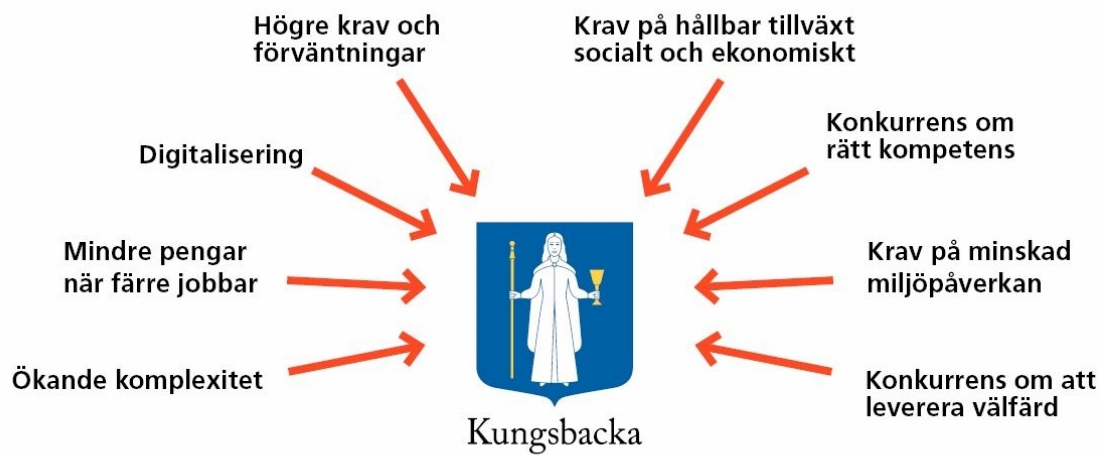 Högre krav och
förväntningar
Krav på hållbar tillväxt
socialt och ekonomiskt
Digitalisering
Konkurrens om
rätt kompetens
Mindre pengar
när färre jobbar
Krav på minskad
miljöpåverkan
Ökande komplexitet
Konkurrens om att
leverera välfärd
Kungsbacka